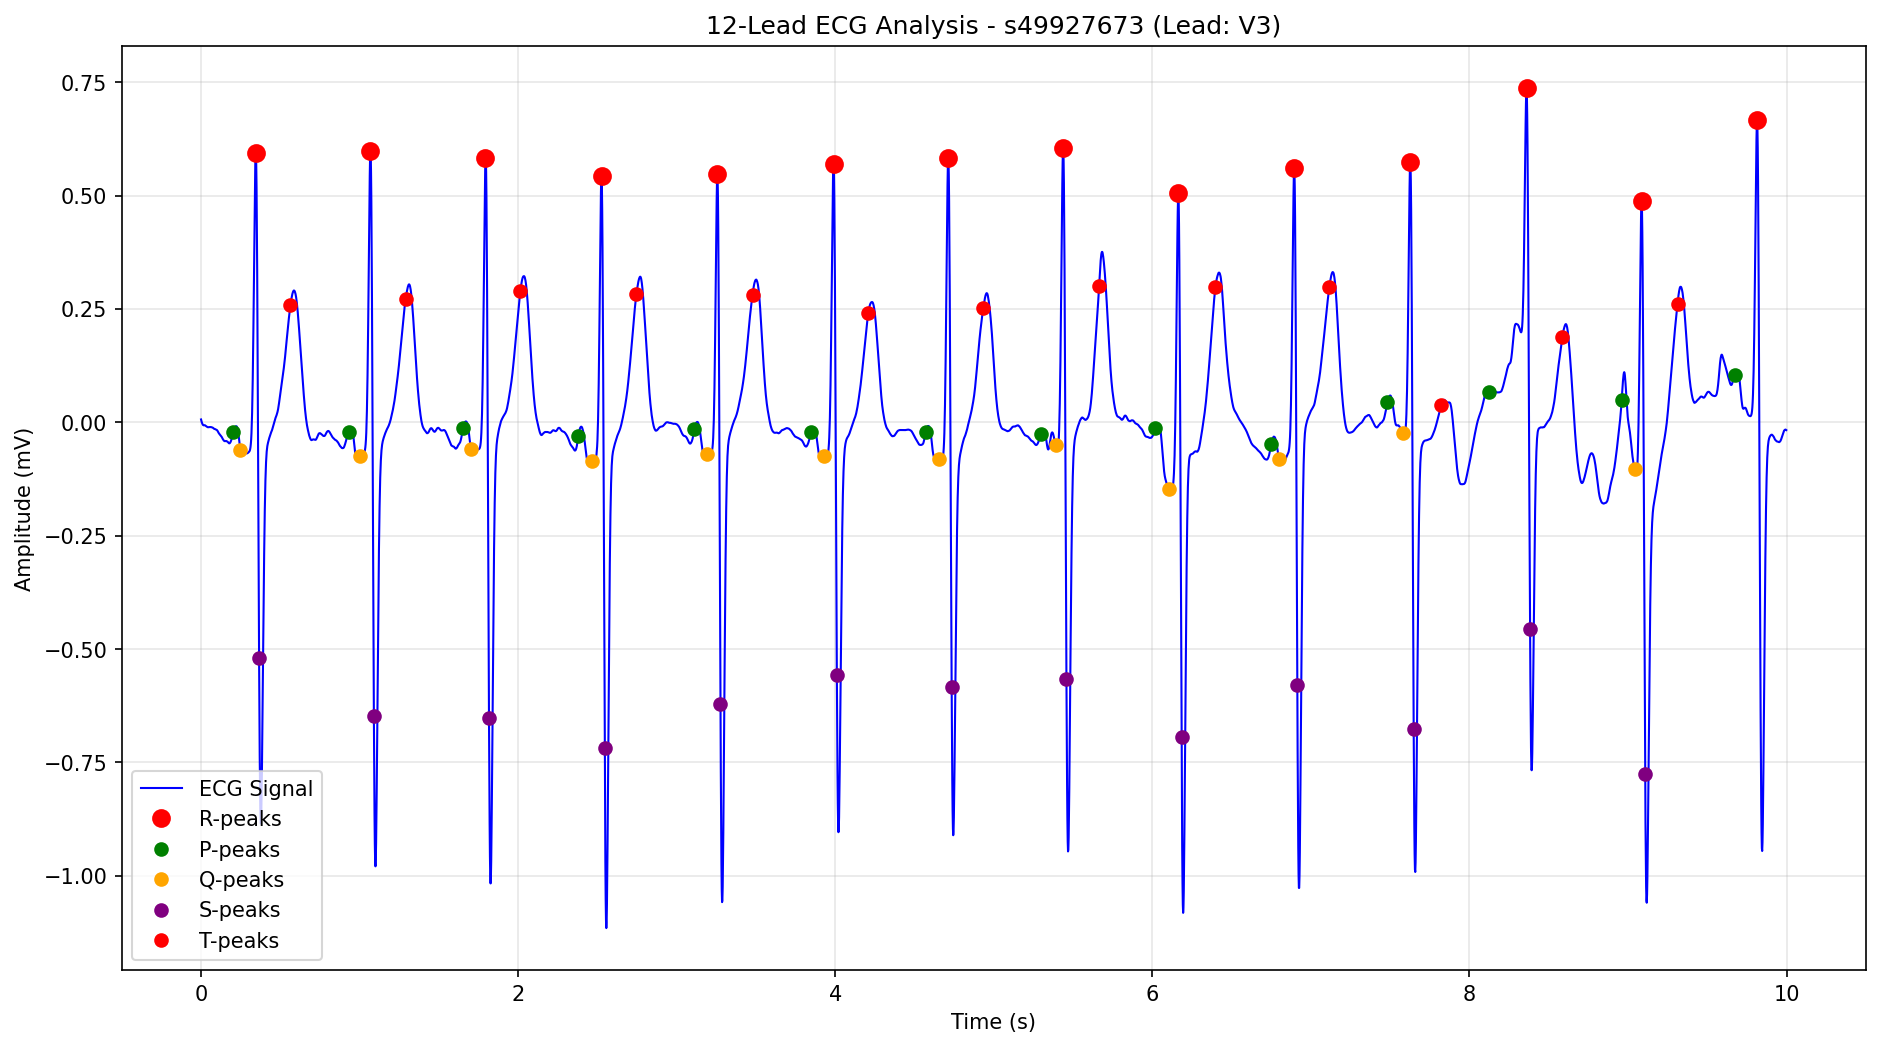 12-Lead ECG Analysis - s49927673 (Lead: V3)
0.75
0.50
0.25
0.00
−0.25
−0.50
−0.75
−1.00
Amplitude (mV)
ECG Signal
R-peaks
P-peaks
Q-peaks
S-peaks
T-peaks
0 2 4 6 8 10
Time (s)